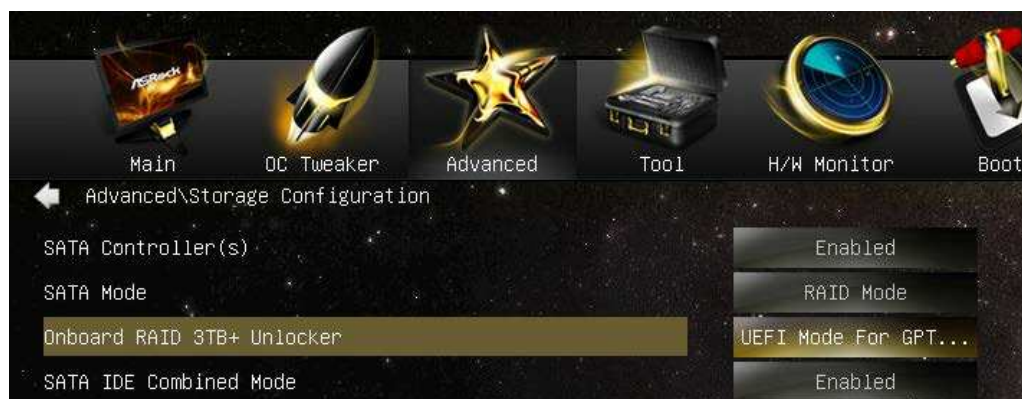 ASRock
Main OC Tweaker Advanced Tool H/W Monitor Boot
Advanced\Storage Configuration
SATA Controller(s) Enabled
SATA Mode RAID Mode
Onboard RAID 3TB+ Unlocker UEFI Mode For GPT...
SATA IDE Combined Mode Enabled